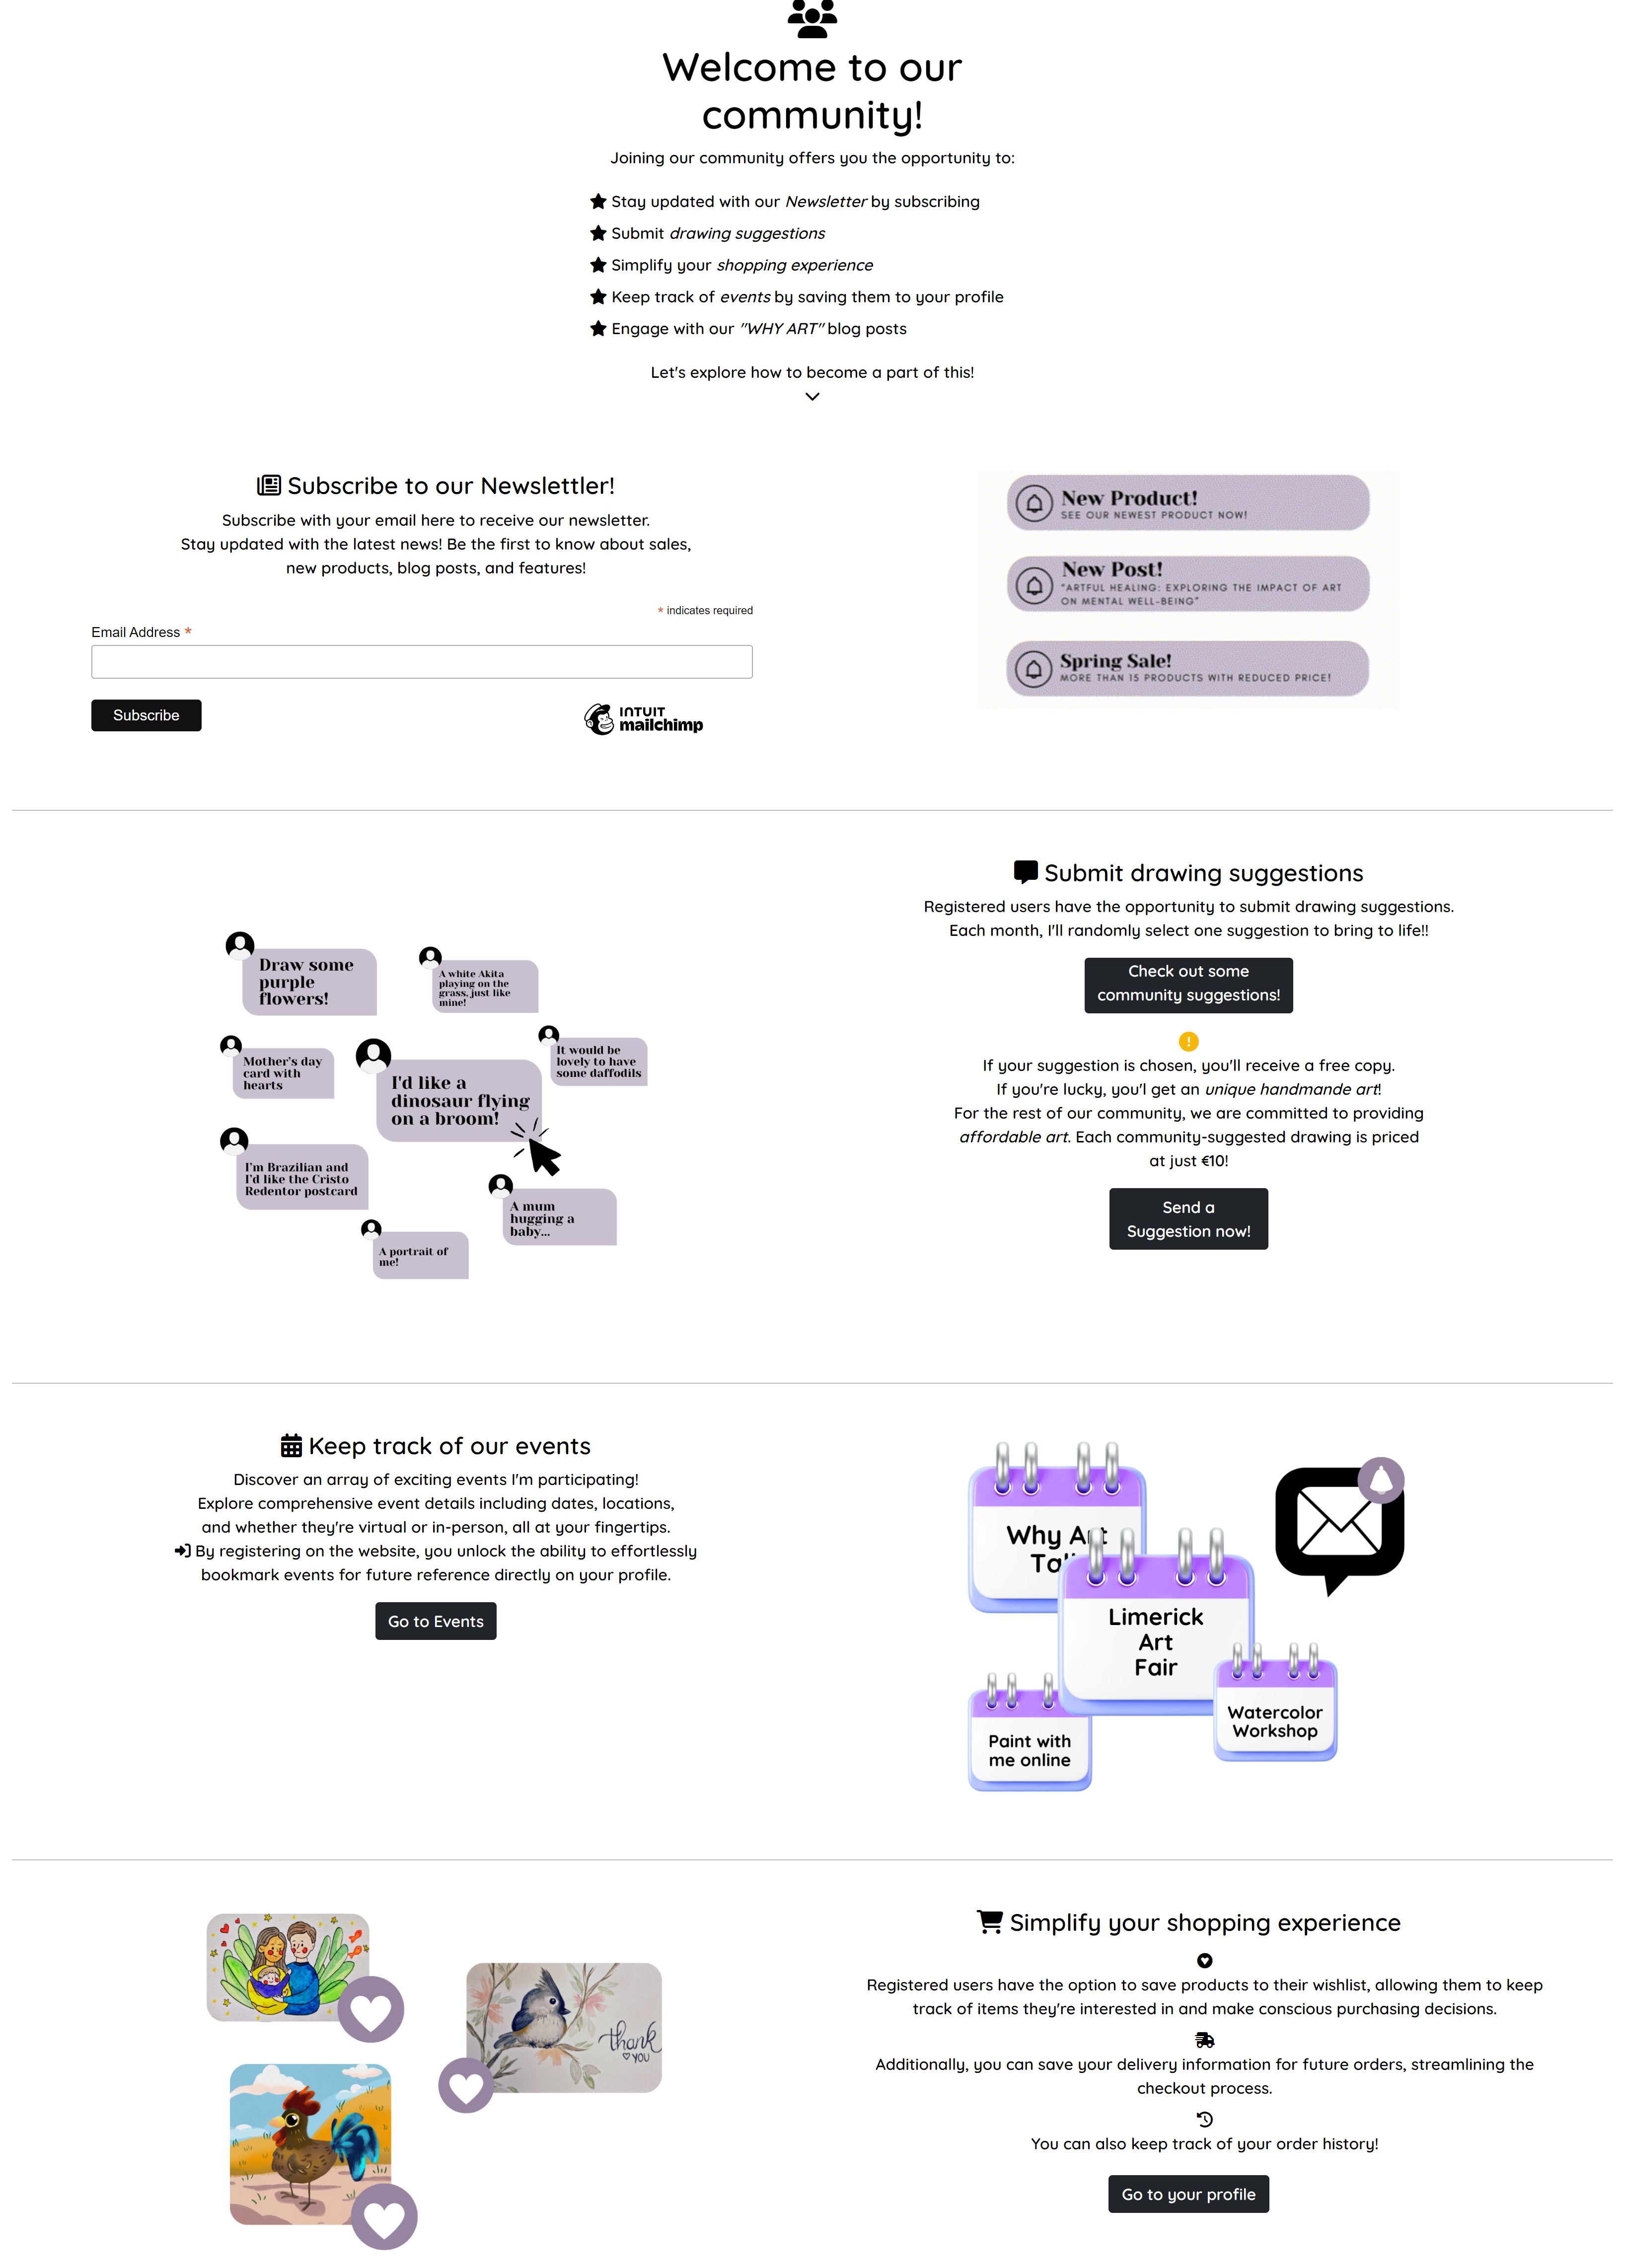 Welcome to our
community!
Joining our community offers you the opportunity to:
Stay updated with our Newsletter by subscribing
Submit drawing suggestions
Simplify your shopping experience
Keep track of events by saving them to your profile
Engage with our "WHY ART" blog posts
Let's explore how to become a part of this!
Subscribe to our Newslettler!
Subscribe with your email here to receive our newsletter.
Stay updated with the latest news! Be the first to know about sales,
new products, blog posts, and features!
* indicates required
Email Address *
Subscribe
INTUIT
mailchimp
New Product!
SEE OUR NEWEST PRODUCT NOW!
New Post!
"ARTFUL HEALING: EXPLORING THE IMPACT OF ART
ON MENTAL WELL-BEING"
Spring Sale!
MORE THAN 15 PRODUCTS WITH REDUCED PRICE!
Draw some
purple
flowers!
A white Akita
playing on the
grass, just like
mine!
Mother's day
card with
hearts
I'd like a
dinosaur flying
on a broom!
It would be
lovely to have
some daffodils
I'm Brazilian and
I'd like the Cristo
Redentor postcard
A mum
hugging a
baby...
A portrait of
me!
Submit drawing suggestions
Registered users have the opportunity to submit drawing suggestions.
Each month, I'll randomly select one suggestion to bring to life!!
Check out some
community suggestions!
If your suggestion is chosen, you'll receive a free copy.
If you're lucky, you'l get an unique handmande art!
For the rest of our community, we are committed to providing
affordable art. Each community-suggested drawing is priced
at just €10!
Send a
Suggestion now!
Keep track of our events
Discover an array of exciting events I'm participating!
Explore comprehensive event details including dates, locations,
and whether they're virtual or in-person, all at your fingertips.
By registering on the website, you unlock the ability to effortlessly
bookmark events for future reference directly on your profile.
Go to Events
Why Art
Limerick
Art
Fair
Paint with
me online
Watercolor
Workshop
thank
YOU
Simplify your shopping experience
Registered users have the option to save products to their wishlist, allowing them to keep
track of items they're interested in and make conscious purchasing decisions.
Additionally, you can save your delivery information for future orders, streamlining the
checkout process.
You can also keep track of your order history!
Go to your profile